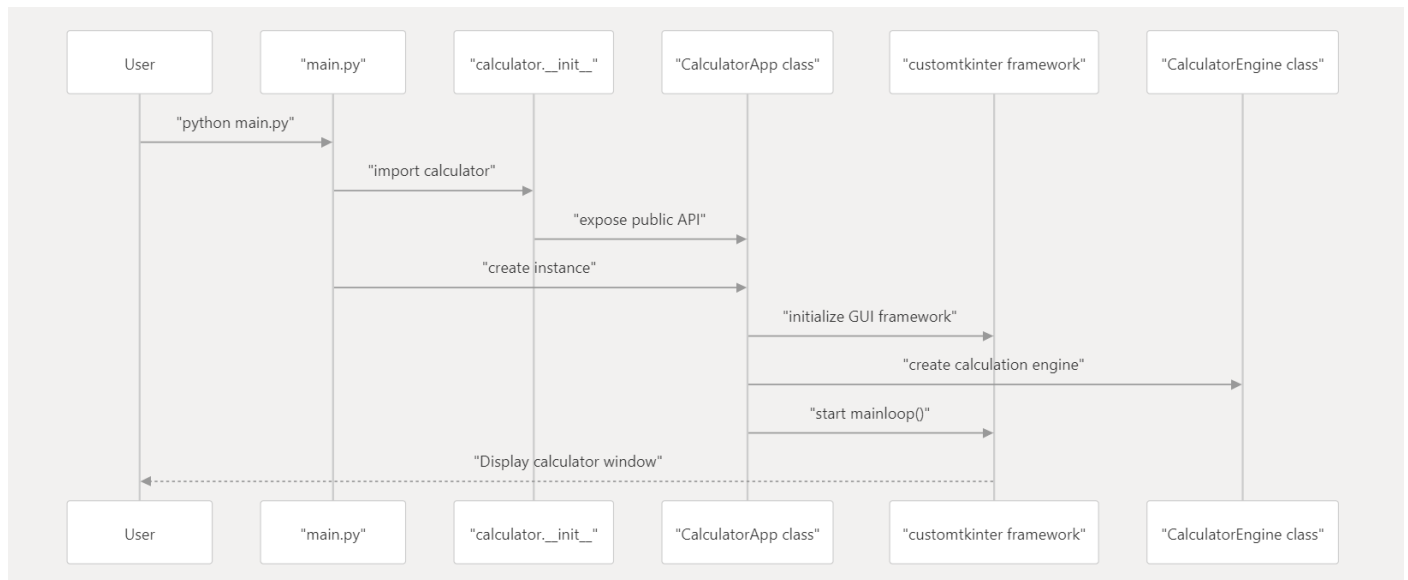 User
"main.py"
"calculator.__init__"
"CalculatorApp class"
"customtkinter framework"
"CalculatorEngine class"
"python main.py"
"import calculator"
"expose public API"
"create instance"
"initialize GUI framework"
"create calculation engine"
"start mainloop()"
"Display calculator window"
User
"main.py"
"calculator.__init__"
"CalculatorApp class"
"customtkinter framework"
"CalculatorEngine class"